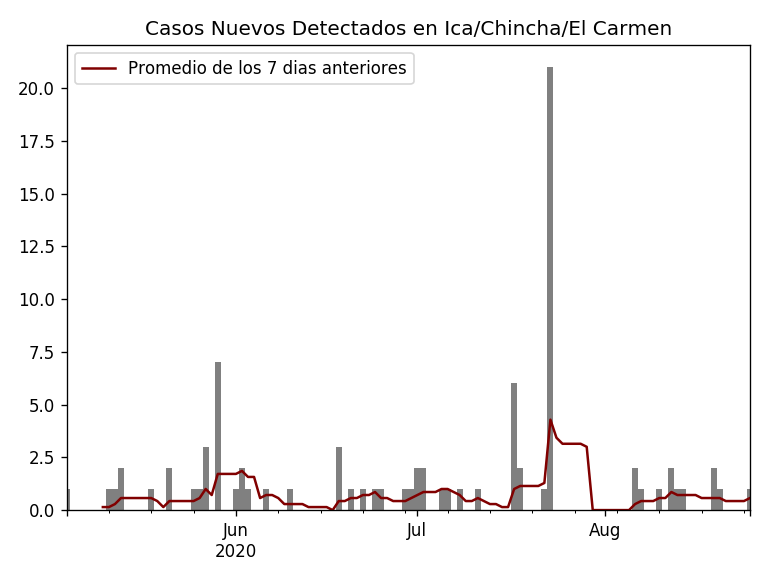 Casos Nuevos Detectados en Ica/Chincha/El Carmen
Promedio de los 7 dias anteriores
20.0
17.5
15.0
12.5
10.0
7.5
5.0
2.5
0.0
Jun
2020
Jul
Aug